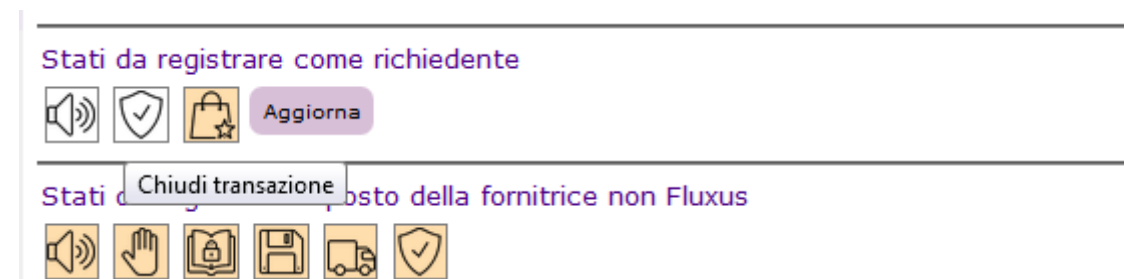 Stati da registrare come richiedente
Aggiorna
Chiudi transazione
Stati posto della fornitrice non Fluxus